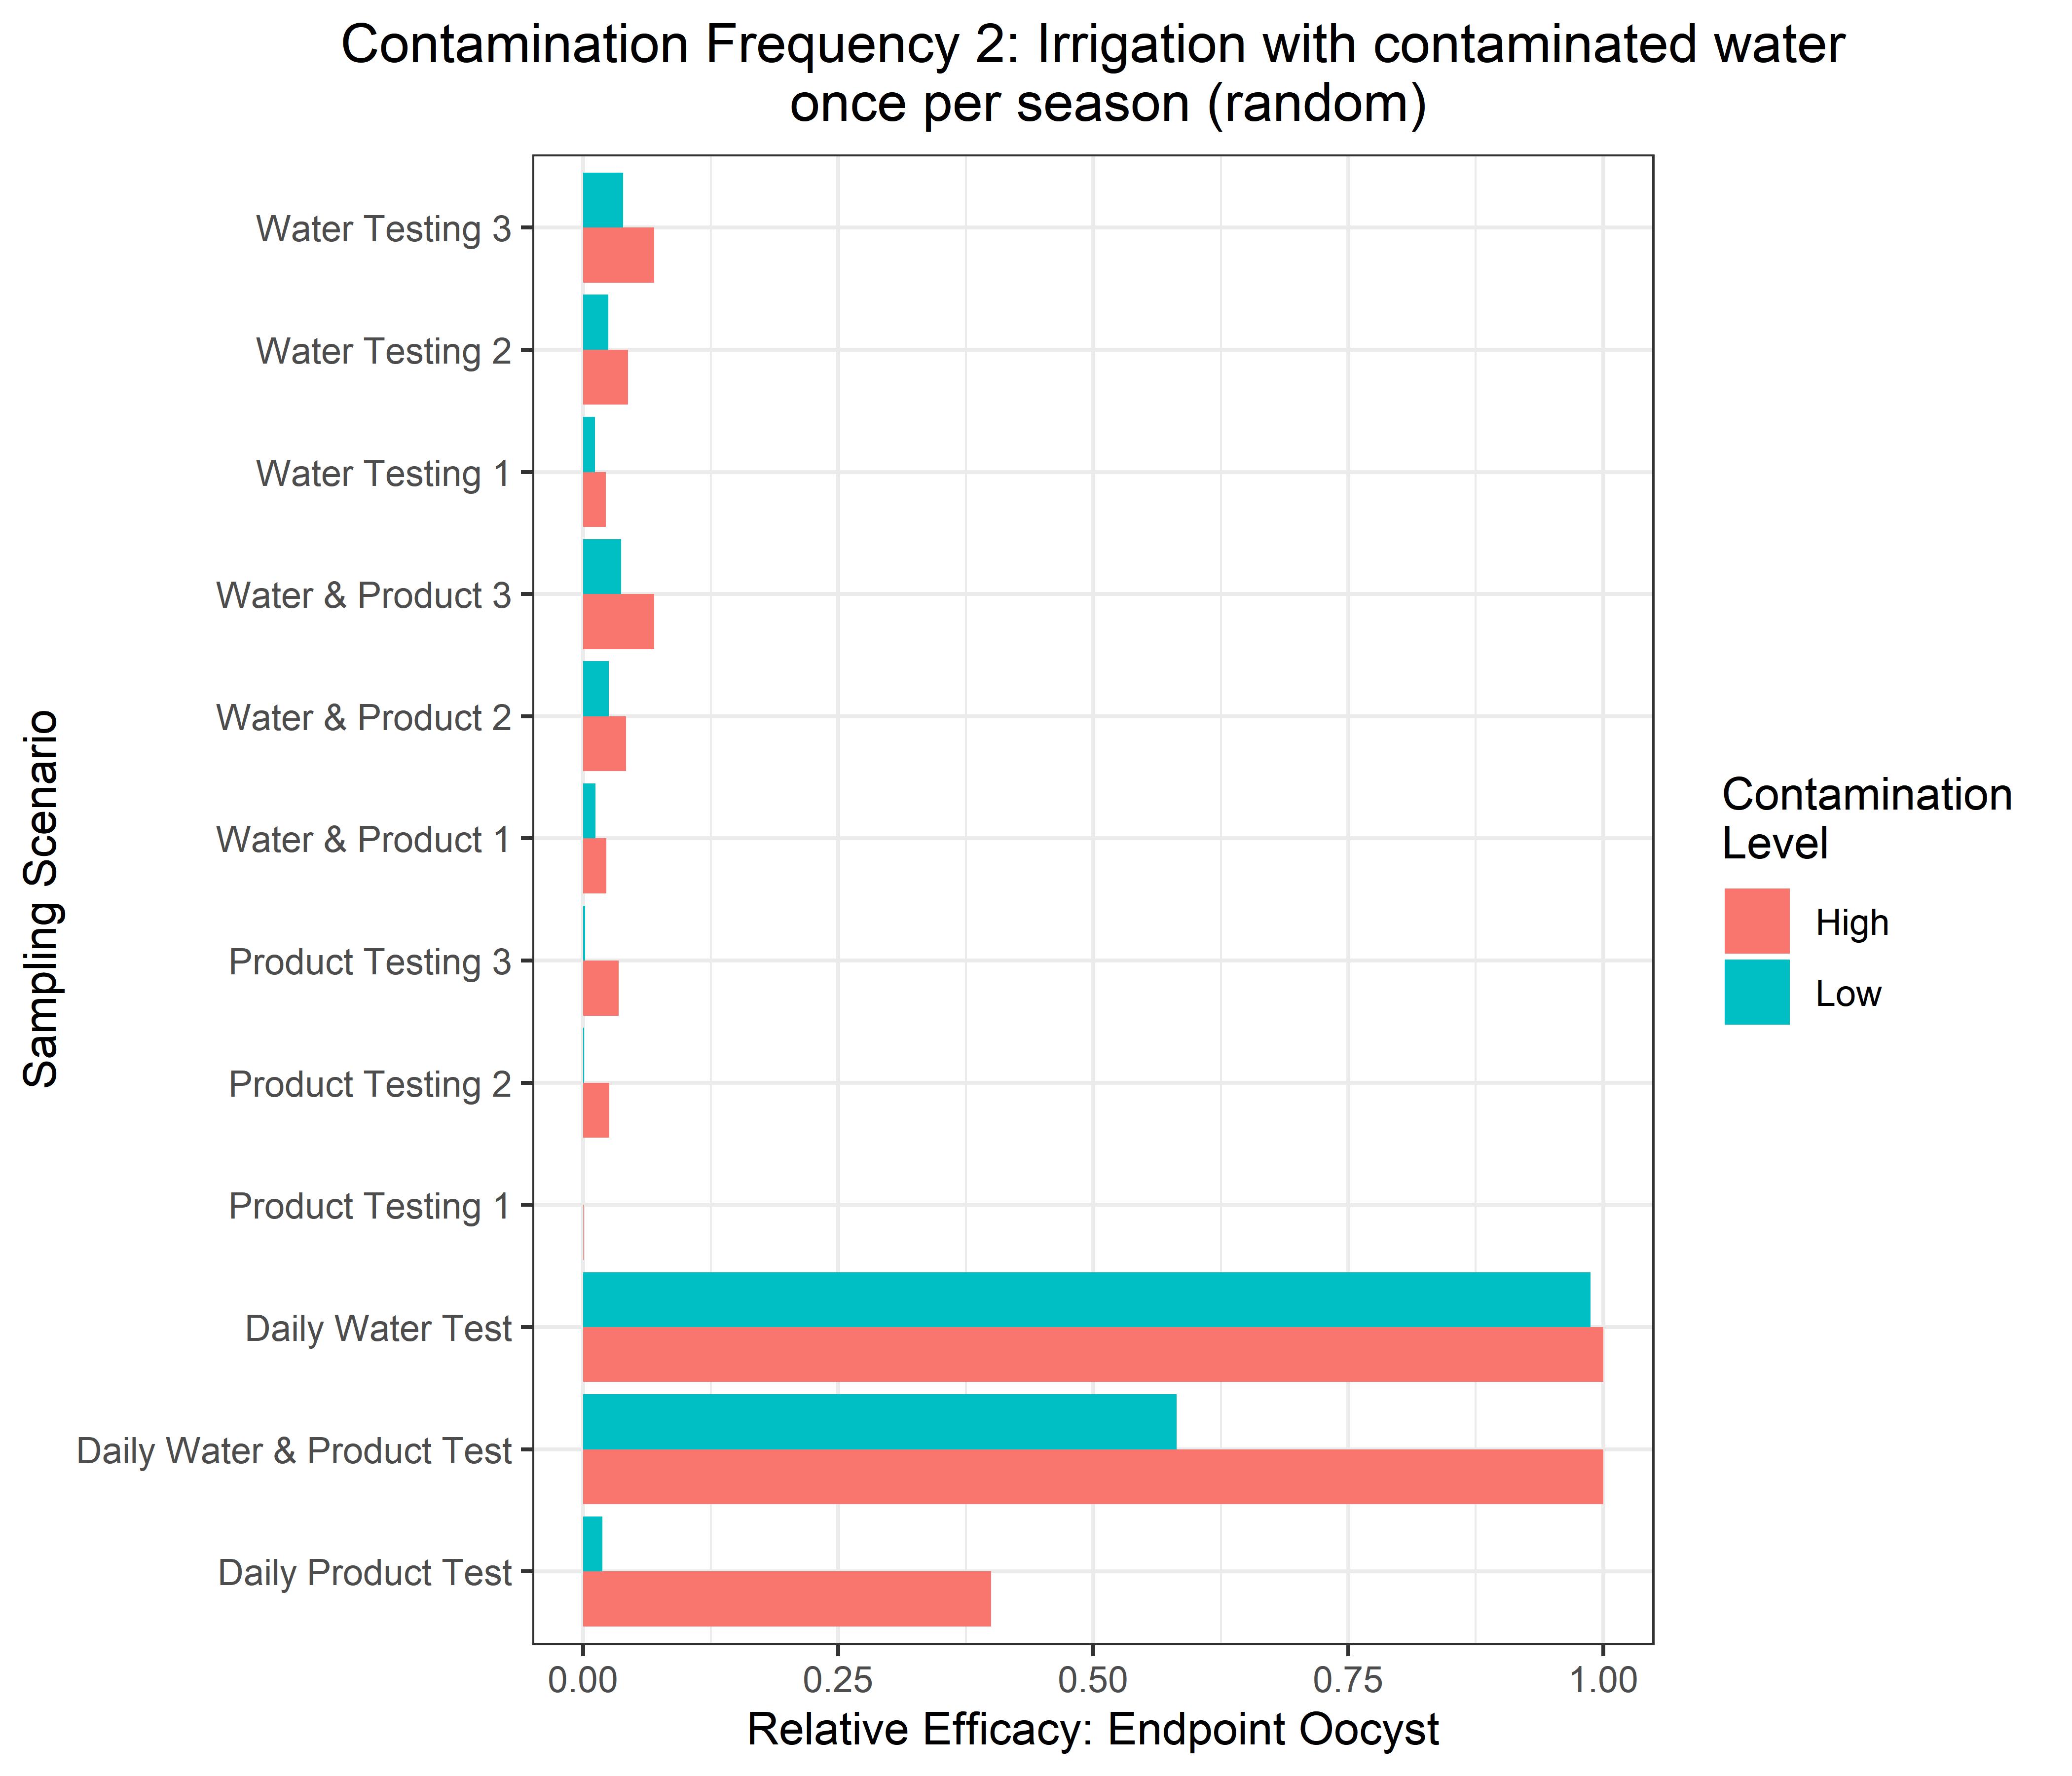 Contamination Frequency 2: Irrigation with contaminated water
once per season (random)
Sampling Scenario
Water Testing 3
Water Testing 2
Water Testing 1
Water & Product 3
Water & Product 2
Water & Product 1
Product Testing 3
Product Testing 2
Product Testing 1
Daily Water Test
Daily Water & Product Test
Daily Product Test
0.00 0.25 0.50 0.75 1.00
Relative Efficacy: Endpoint Oocyst
Contamination
Level
High
Low